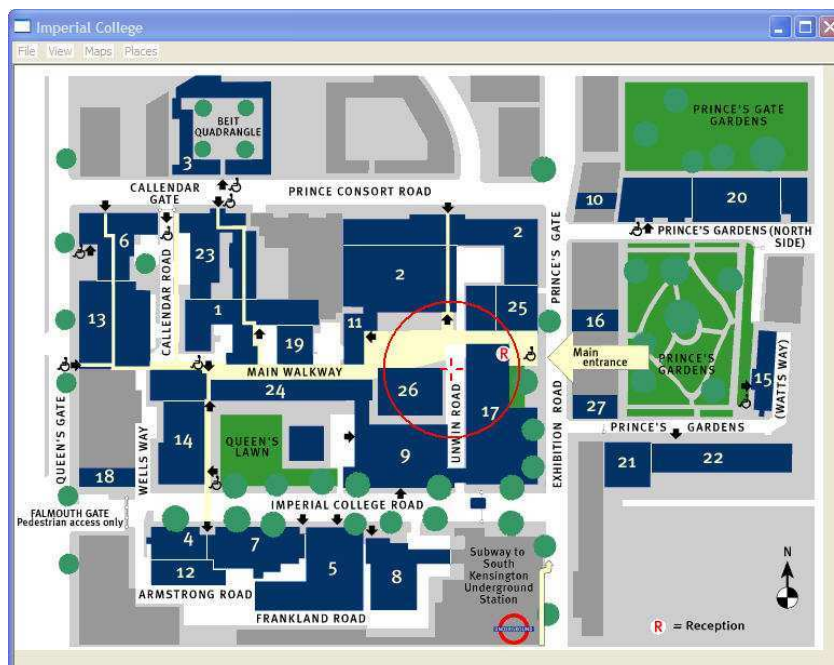 Imperial College
File View Maps Places
BEIT
QUADRANGLE
PRINCE'S GATE
GARDENS
3
CALLENDAR
GATE
PRINCE CONSORT ROAD
10
20
PRINCE'S GARDENS (NORTH
SIDE)
6
23
2
2
PRINCE'S GATE
CALLENDAR ROAD
13
1
11
25
16
19
R
Main
entrance
PRINCE'S
GARDENS
15
(WATTS WAY)
MAIN WALKWAY
24
26
17
27
UNWIN ROAD
EXHIBITION ROAD
PRINCE'S GARDENS
QUEEN'S GATE
WELLS WAY
14
QUEEN'S
LAWN
9
21
22
18
FALMOUTH GATE
Pedestrian access only
IMPERIAL COLLEGE ROAD
4
7
5
8
12
ARMSTRONG ROAD
FRANKLAND ROAD
Subway to
South
Kensington
Underground
Station
UNDERGROUND
N
R = Reception